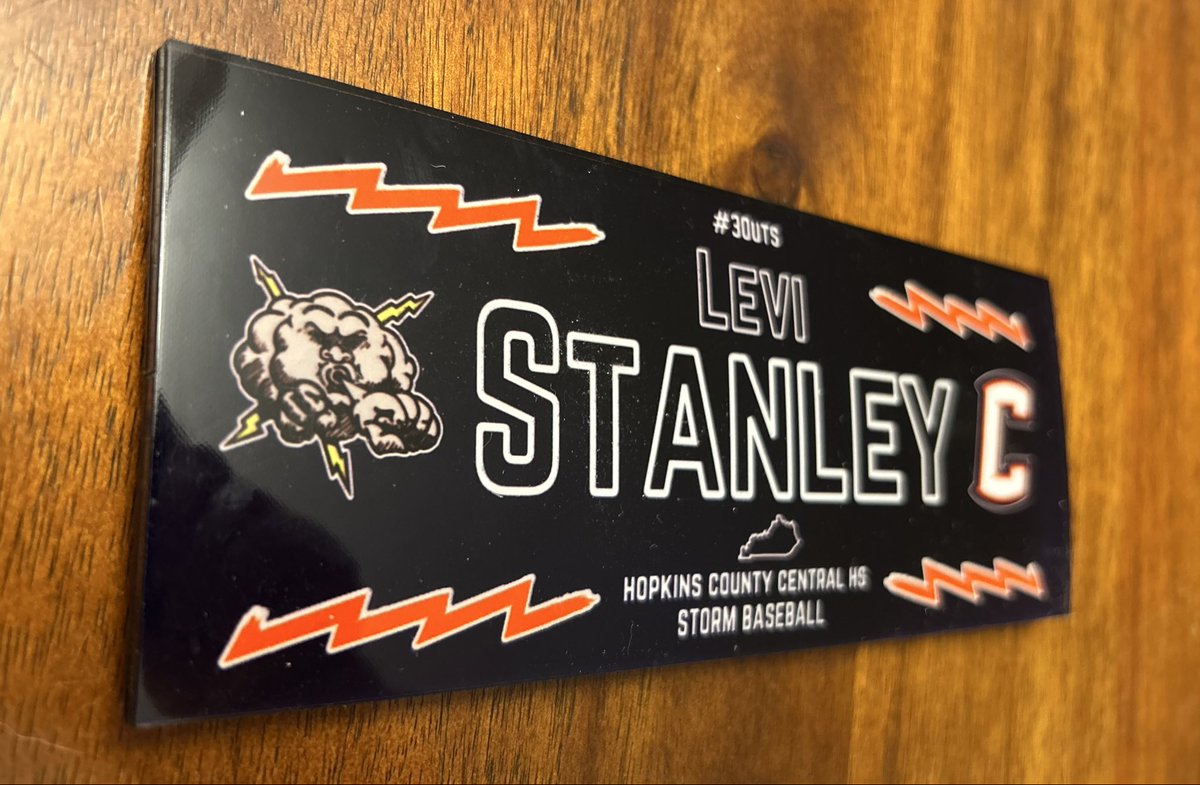 #3OUTS
LEVI
STANLEY C
HOPKINS COUNTY CENTRAL HS
STORM BASEBALL